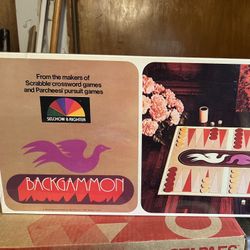 From the makers of
Scrabble crossword games
and Parcheesi pursuit games
SELCHOW & RIGHTER
BACKGAMMON